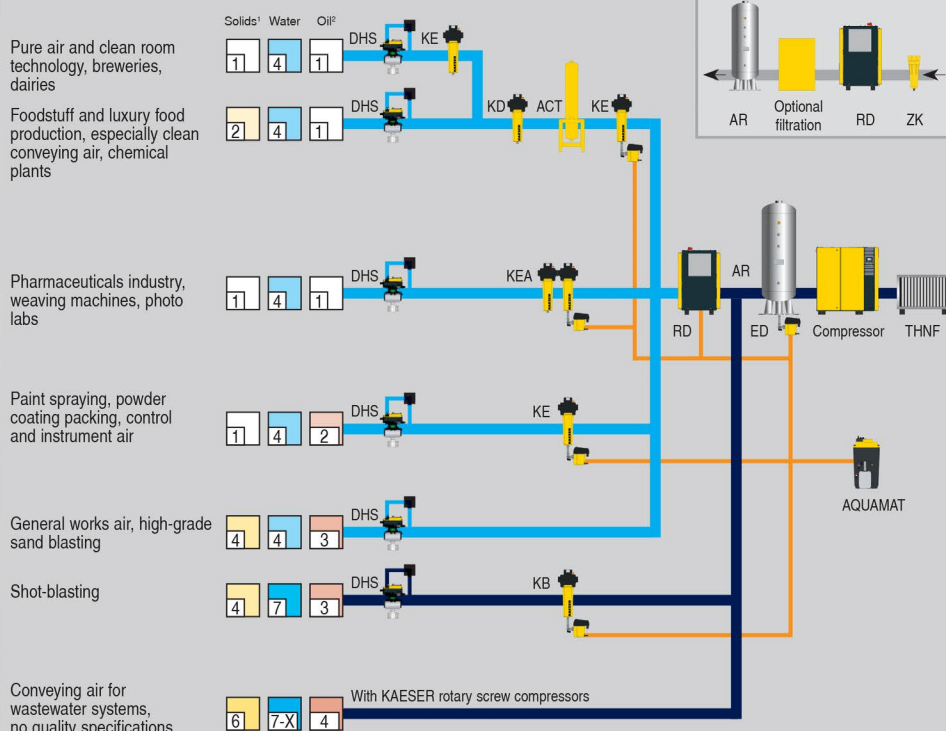 Solids¹ Water Oil²
Pure air and clean room
technology, breweries,
dairies
1 4 1
DHS KE
Foodstuff and luxury food
production, especially clean
conveying air, chemical
plants
2 4 1
DHS KD ACT KE
AR Optional
filtration RD ZK
Pharmaceuticals industry,
weaving machines, photo
labs
1 4 1
DHS KEA RD AR ED Compressor THNF
Paint spraying, powder
coating packing, control
and instrument air
1 4 2
DHS KE
AQUAMAT
General works air, high-grade
sand blasting
4 4 3
DHS
Shot-blasting
4 7 3
DHS KB
Conveying air for
wastewater systems,
no quality specifications
6 7-X 4
With KAESER rotary screw compressors